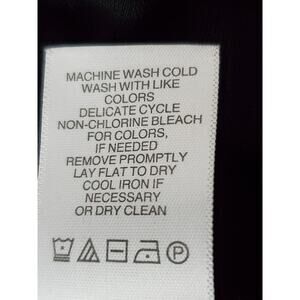 MACHINE WASH COLD
WASH WITH LIKE
COLORS
DELICATE CYCLE
NON-CHLORINE BLEACH
FOR COLORS,
IF NEEDED
REMOVE PROMPTLY
LAY FLAT TO DRY
COOL IRON IF
NECESSARY
OR DRY CLEAN
P